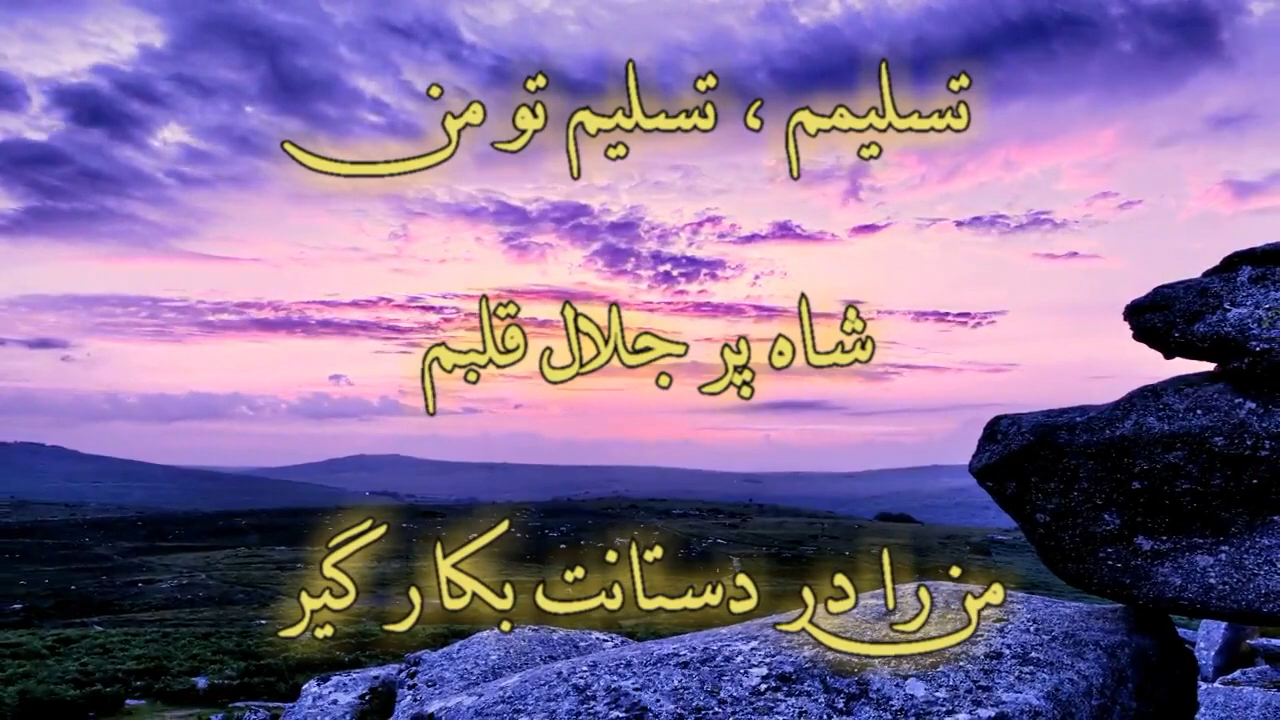 تسلیمم ، تسلیم تو من
شاه پر جلال قلبم
من را در دستانت بکار گیر